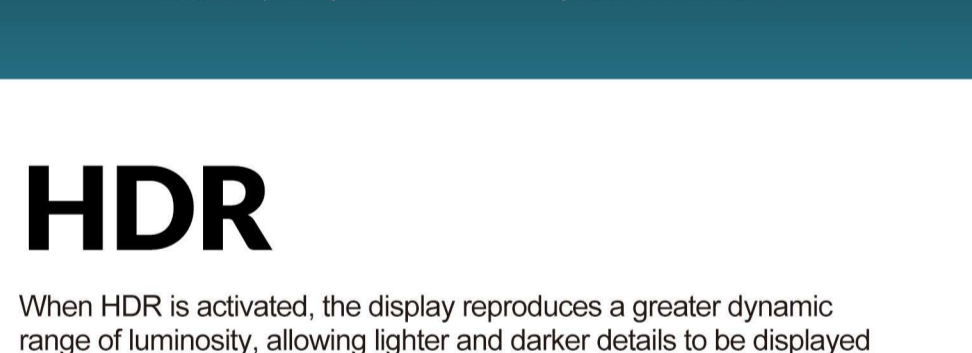 HDR
When HDR is activated, the display reproduces a greater dynamic
range of luminosity, allowing lighter and darker details to be displayed